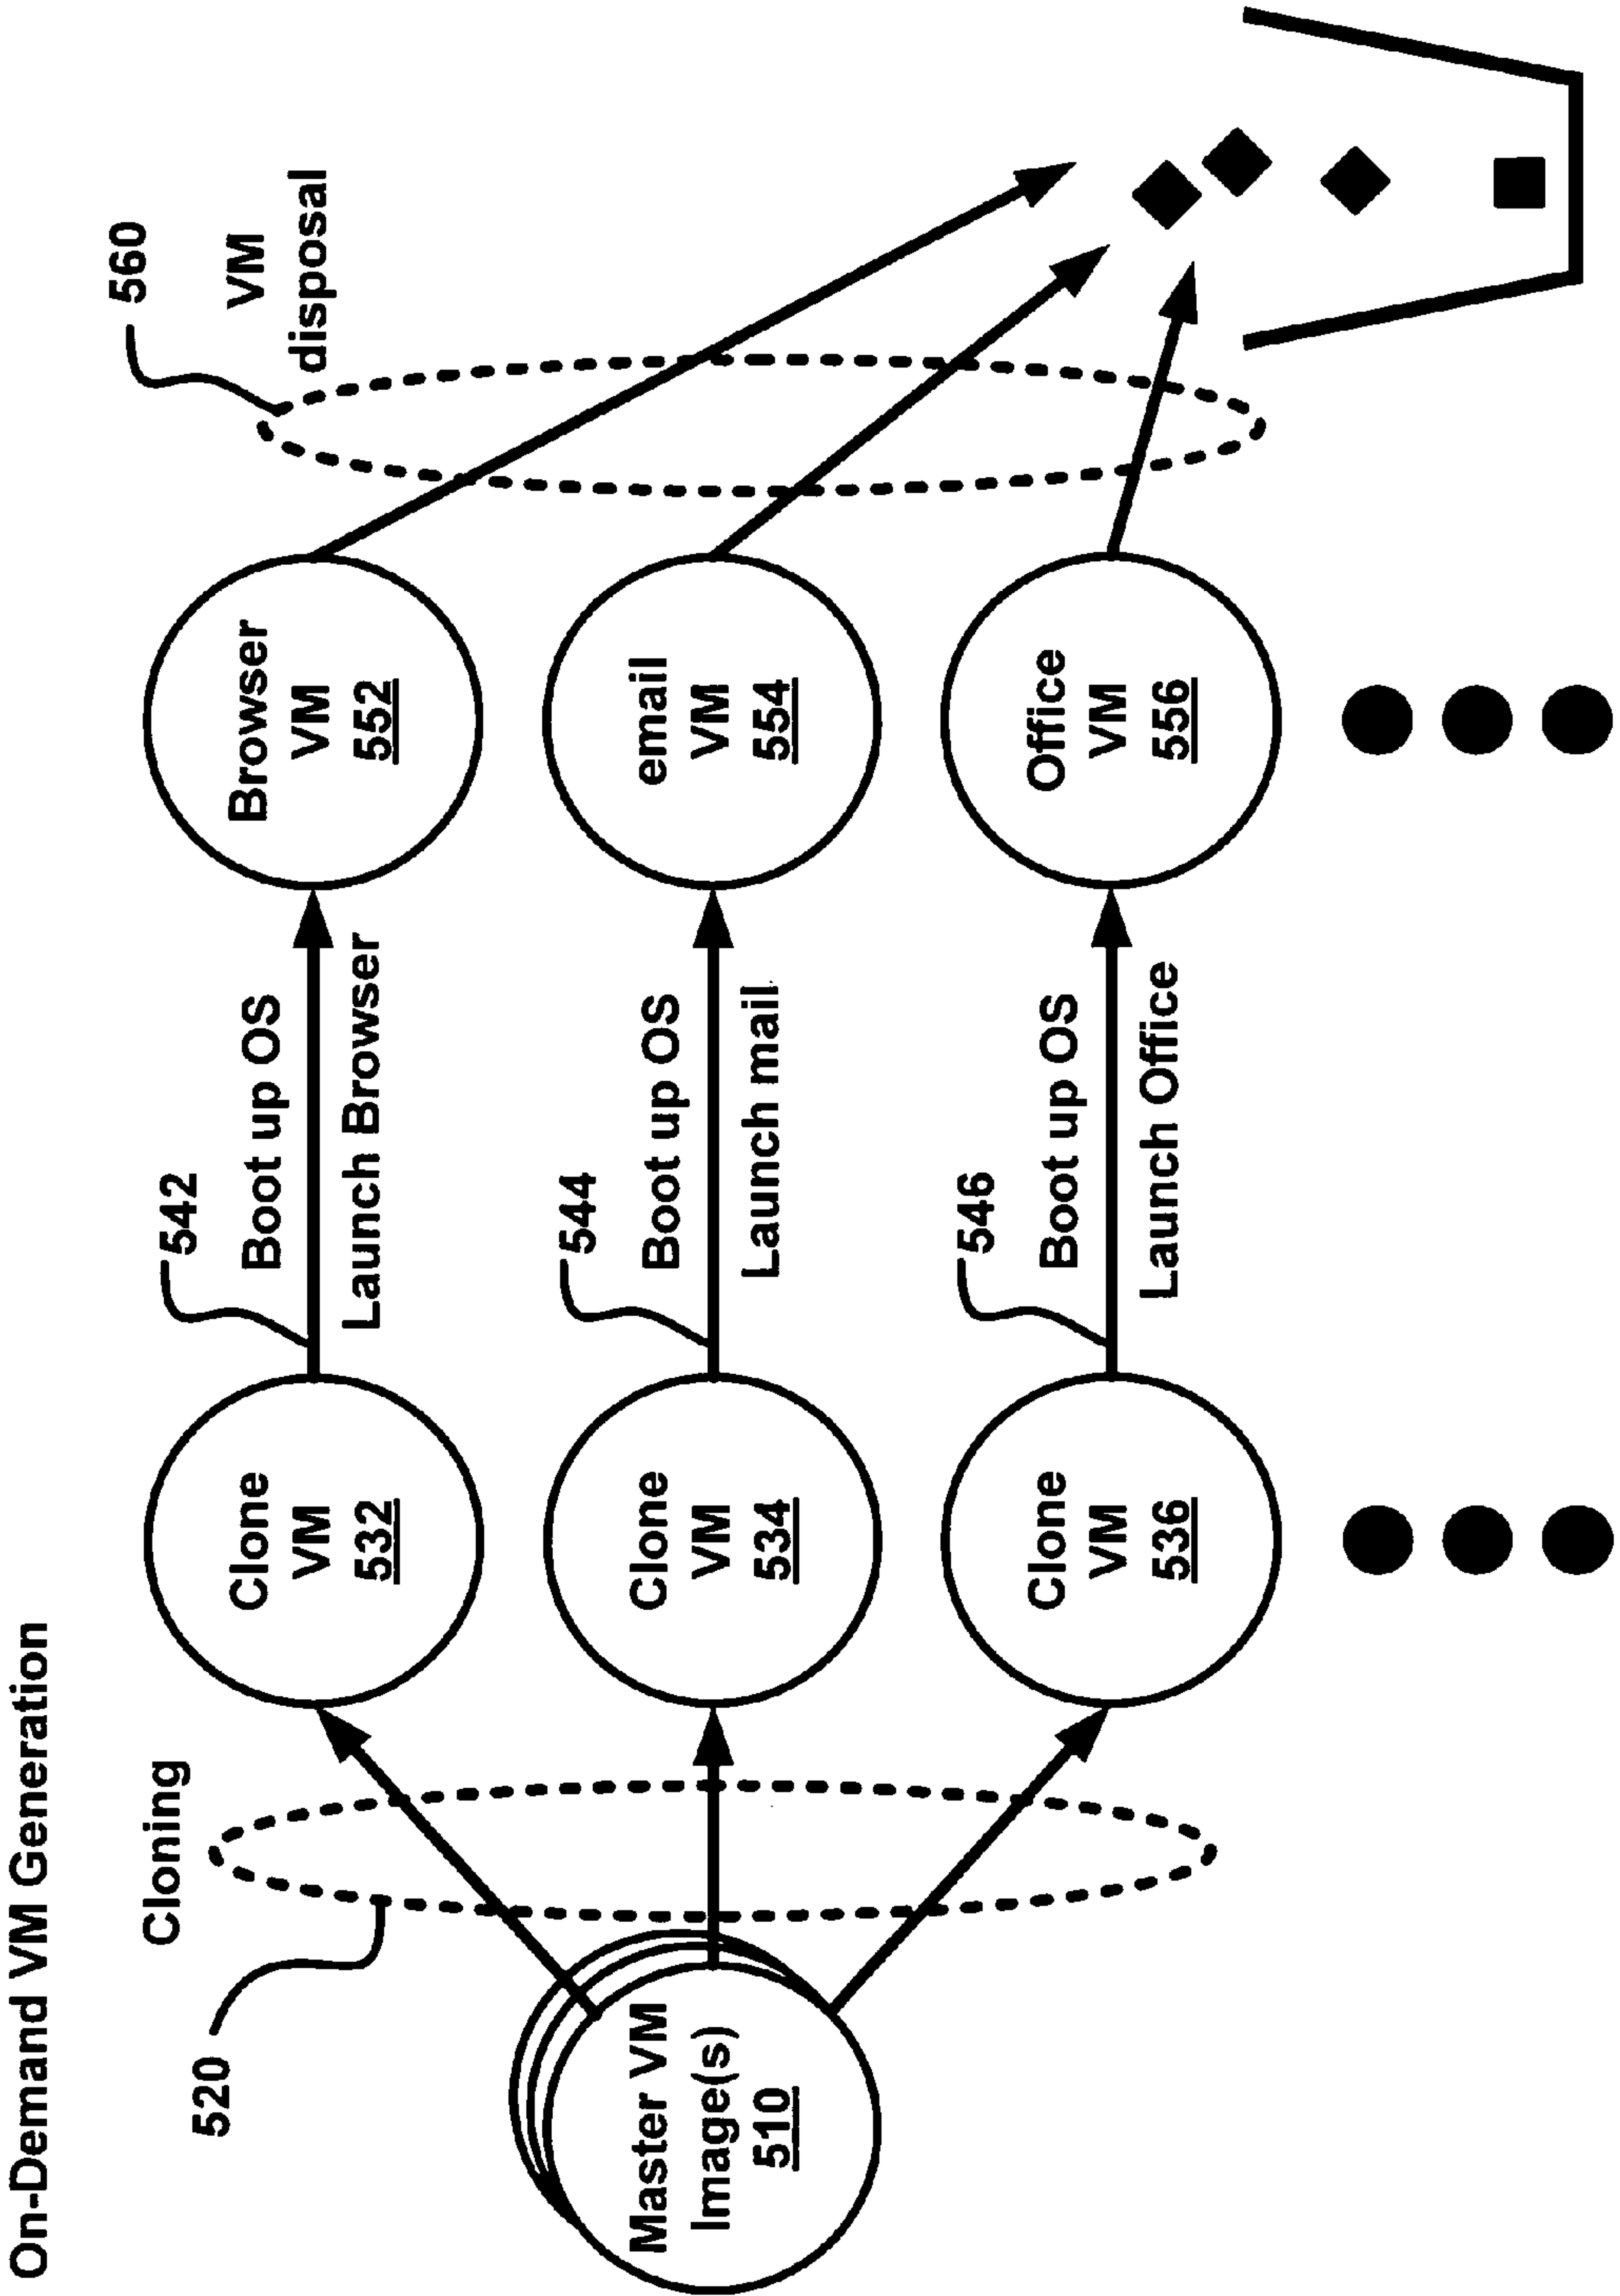 On-Demand VM Generation
520
Cloning
Master VM
Image(s)
510
Clone
VM
532
Clone
VM
534
Clone
VM
536
542
Boot up OS
Launch Browser
544
Boot up OS
Launch mail
546
Boot up OS
Launch Office
Browser
VM
552
email
VM
554
Office
VM
556
560
VM
disposal